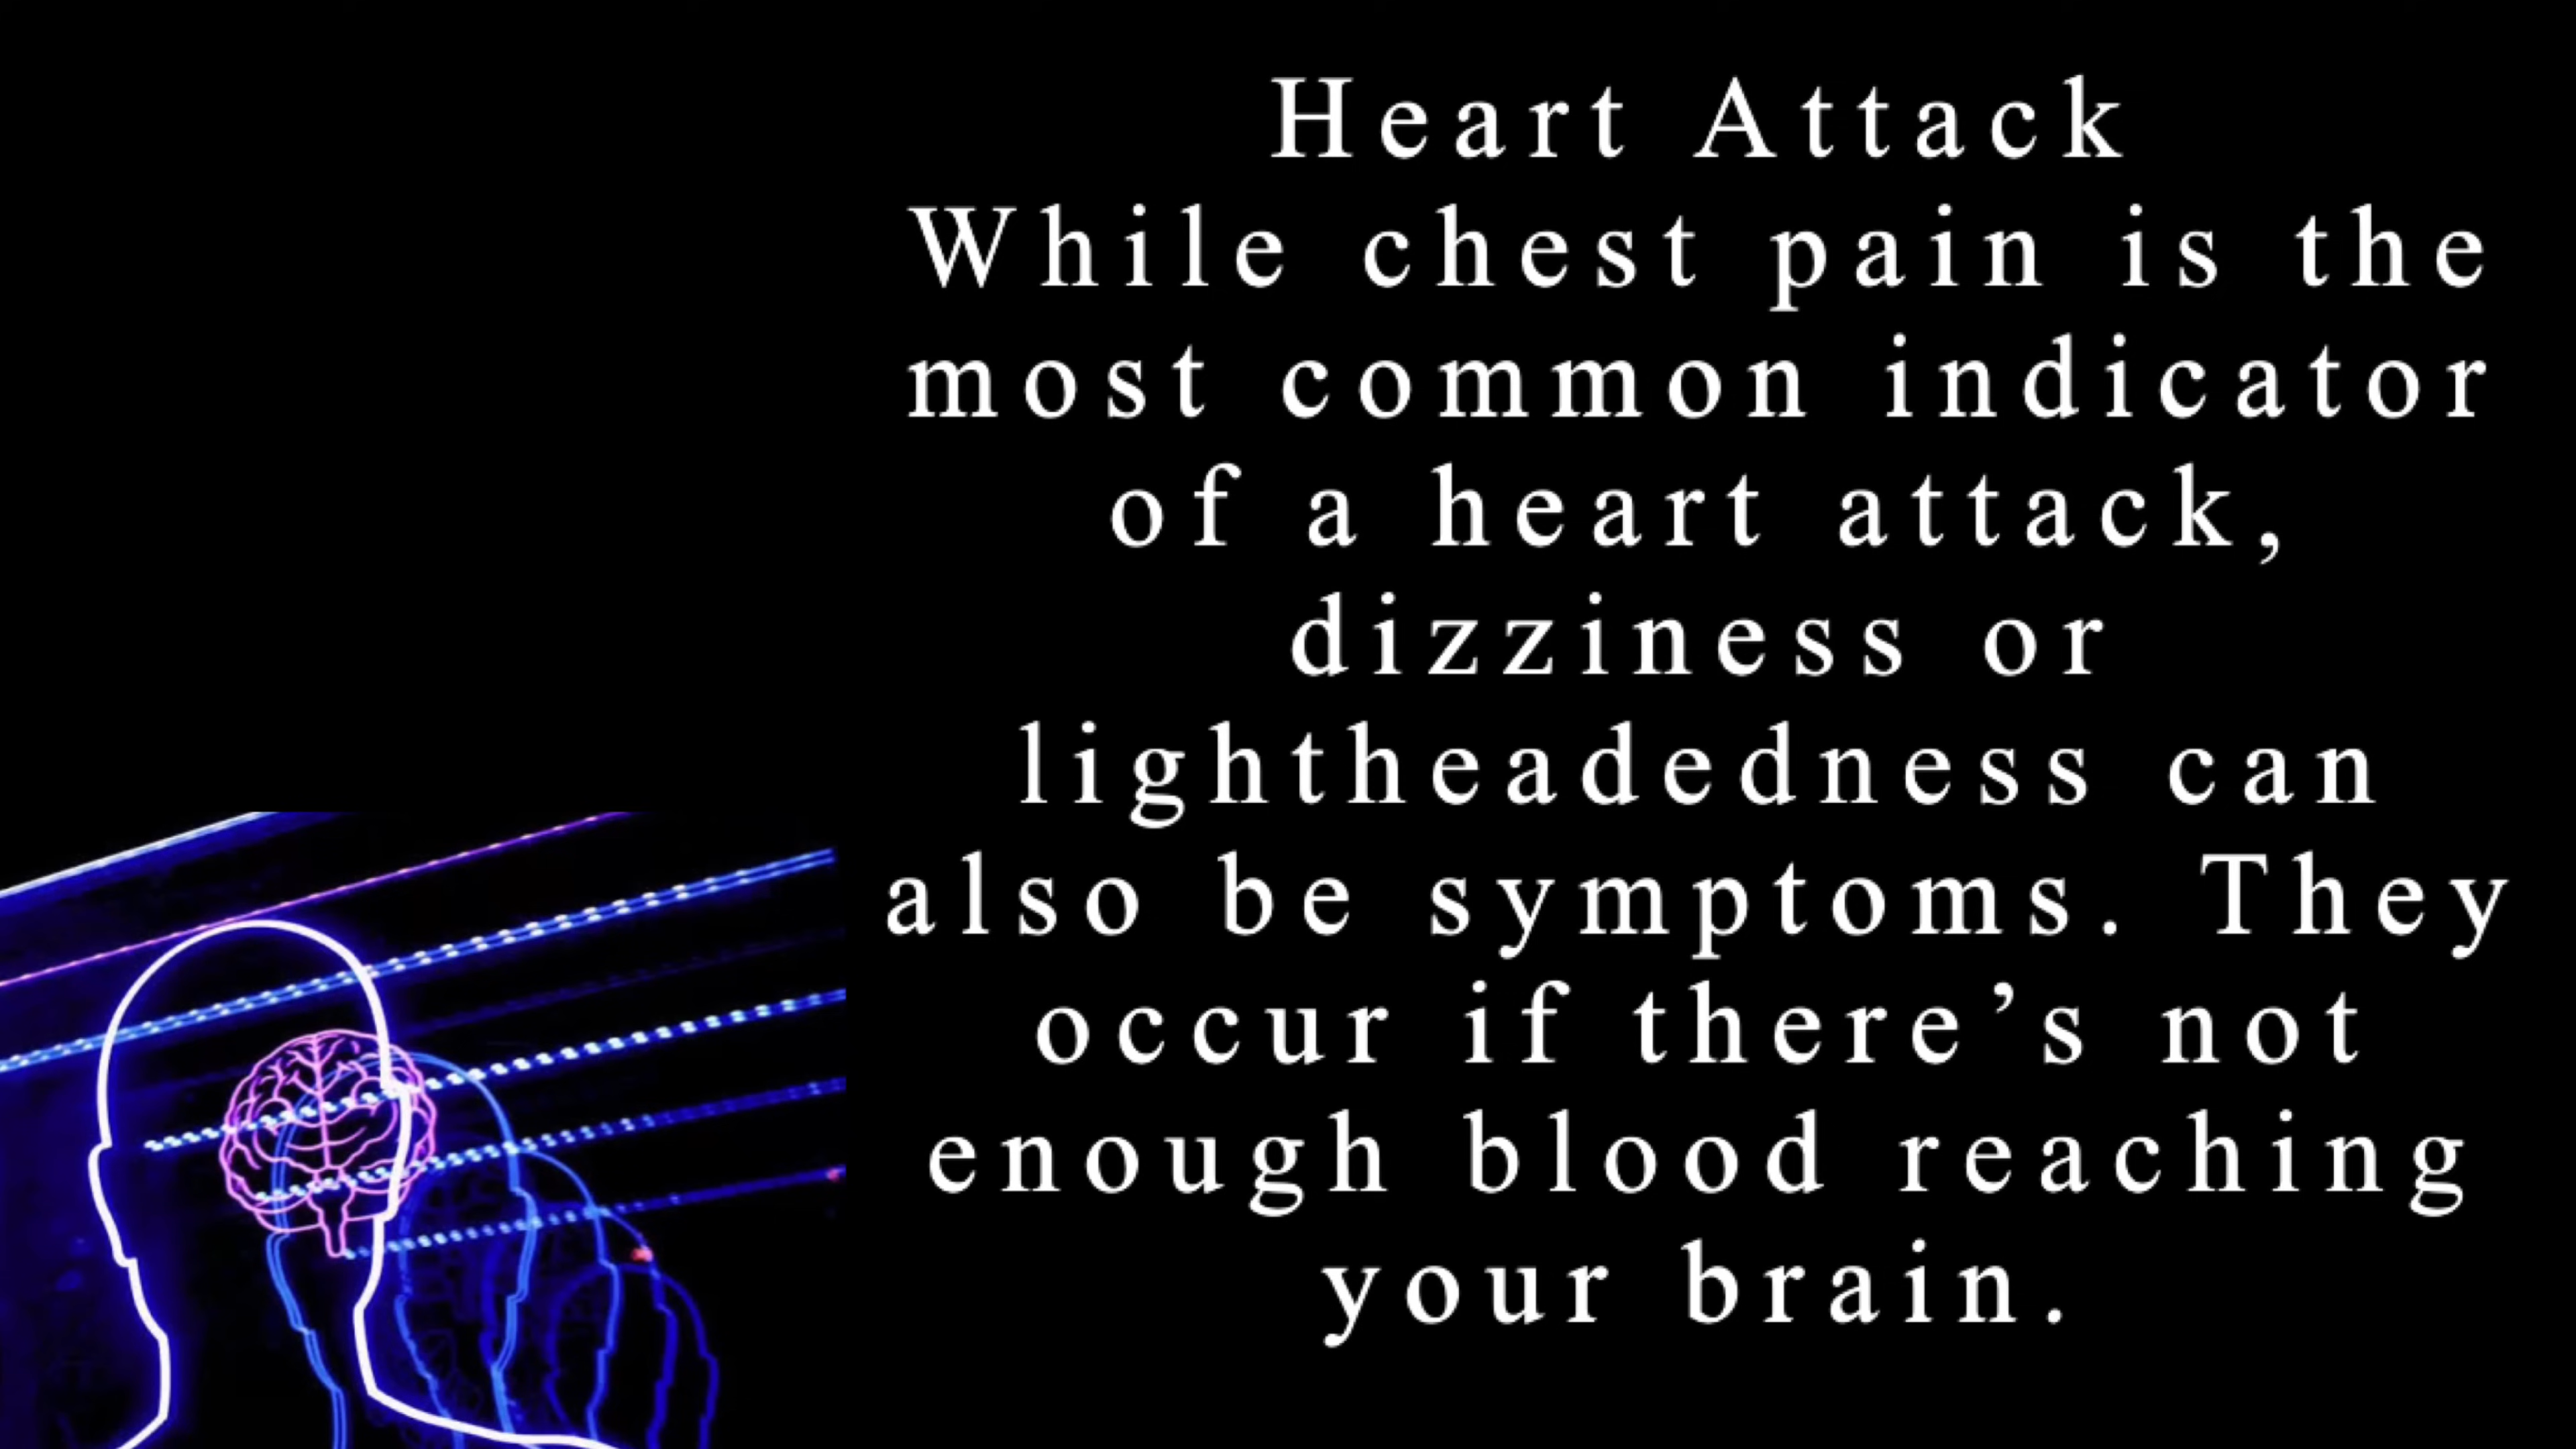 Heart Attack
While chest pain is the
most common indicator
of a heart attack,
dizziness or
lightheadedness can
also be symptoms. They
occur if there’s not
enough blood reaching
your brain.